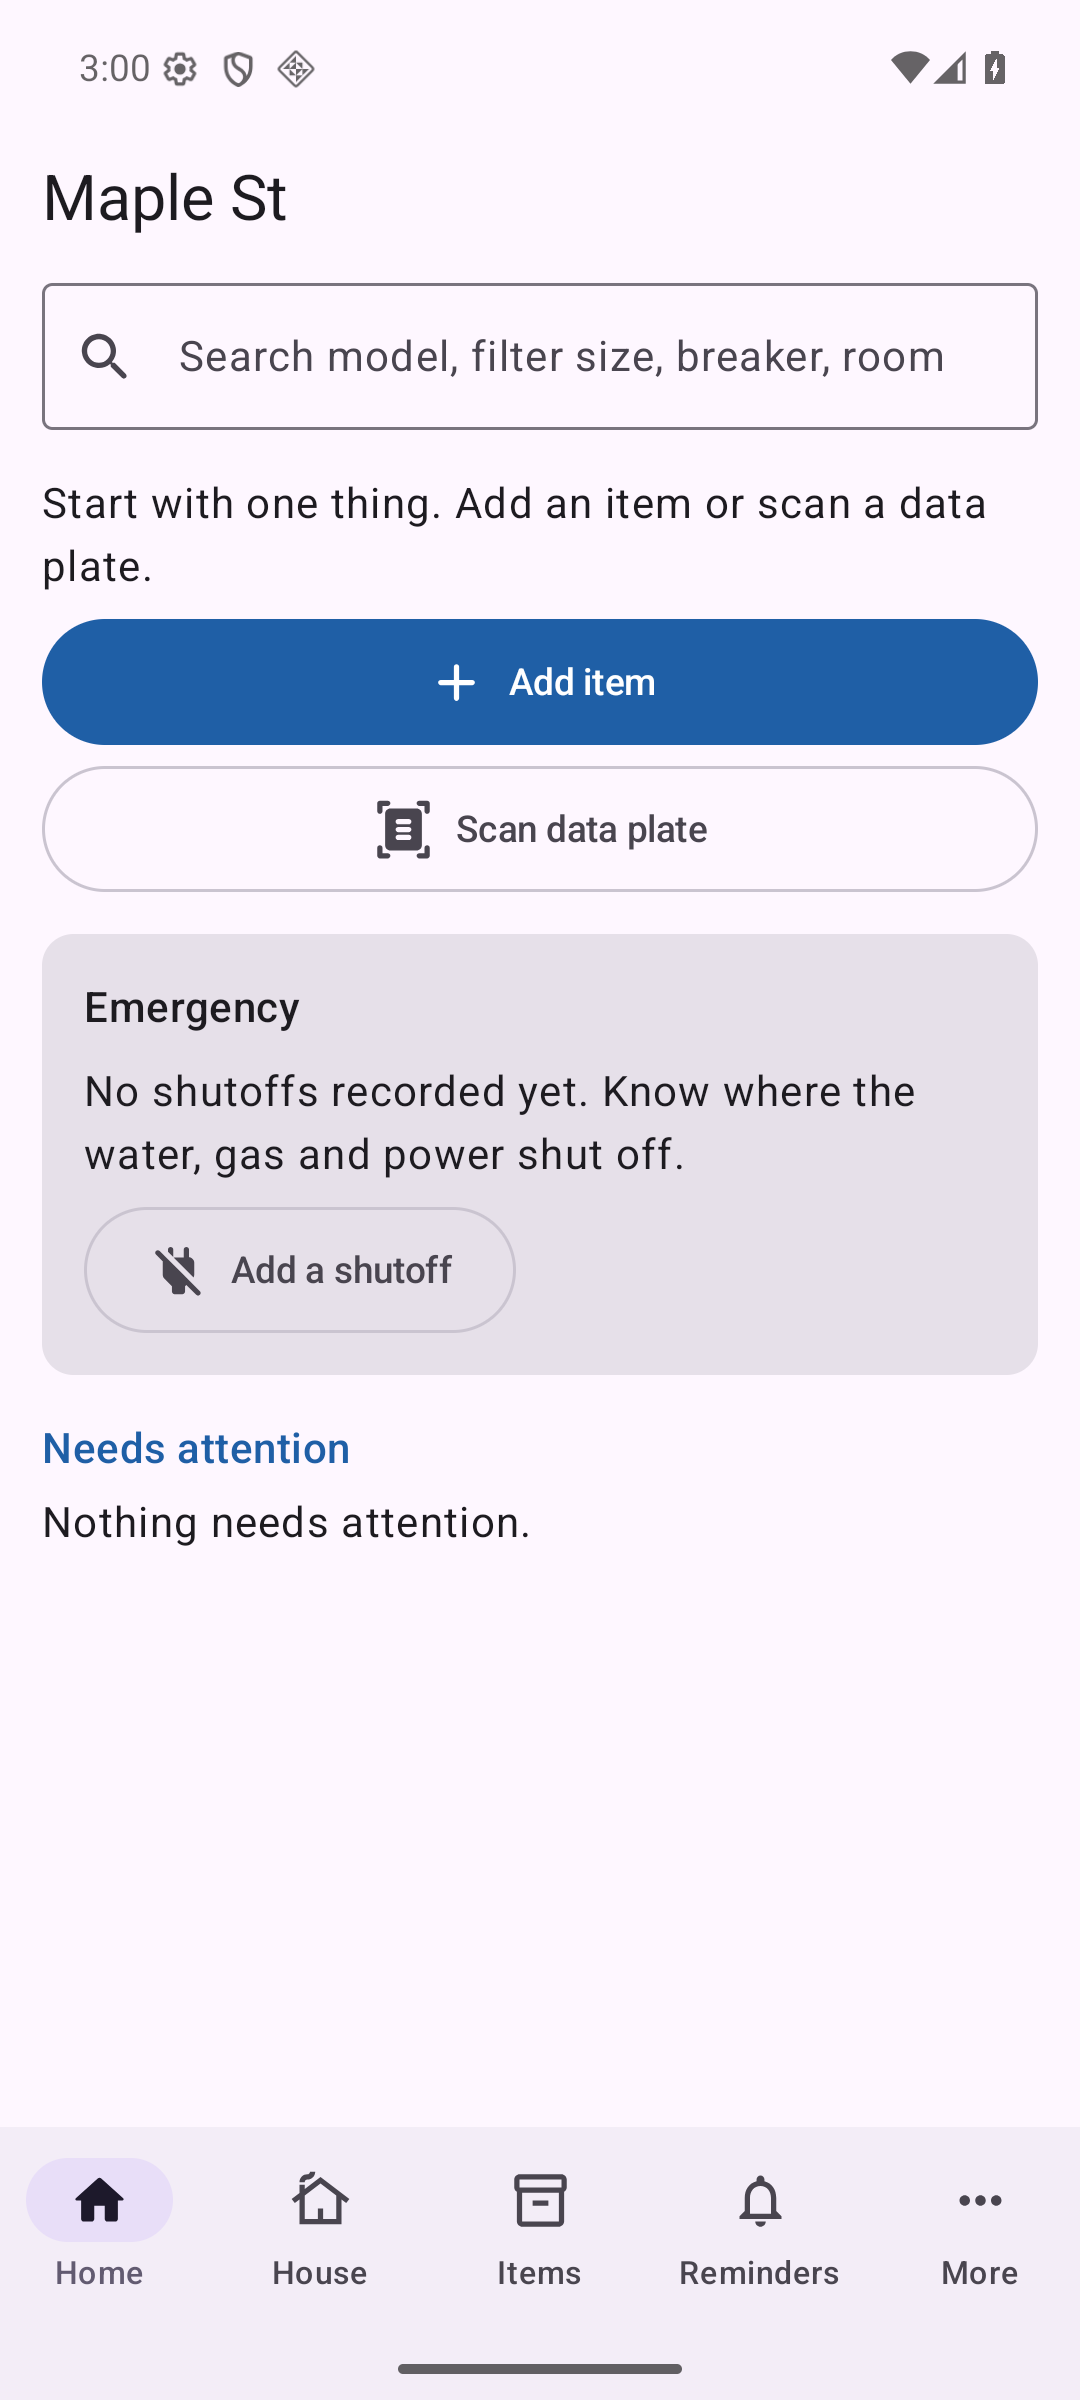 3:00
Maple St
Search model, filter size, breaker, room
Start with one thing. Add an item or scan a data
plate.
Add item
Scan data plate
Emergency
No shutoffs recorded yet. Know where the
water, gas and power shut off.
Add a shutoff
Needs attention
Nothing needs attention.
Home
House
Items
Reminders
More